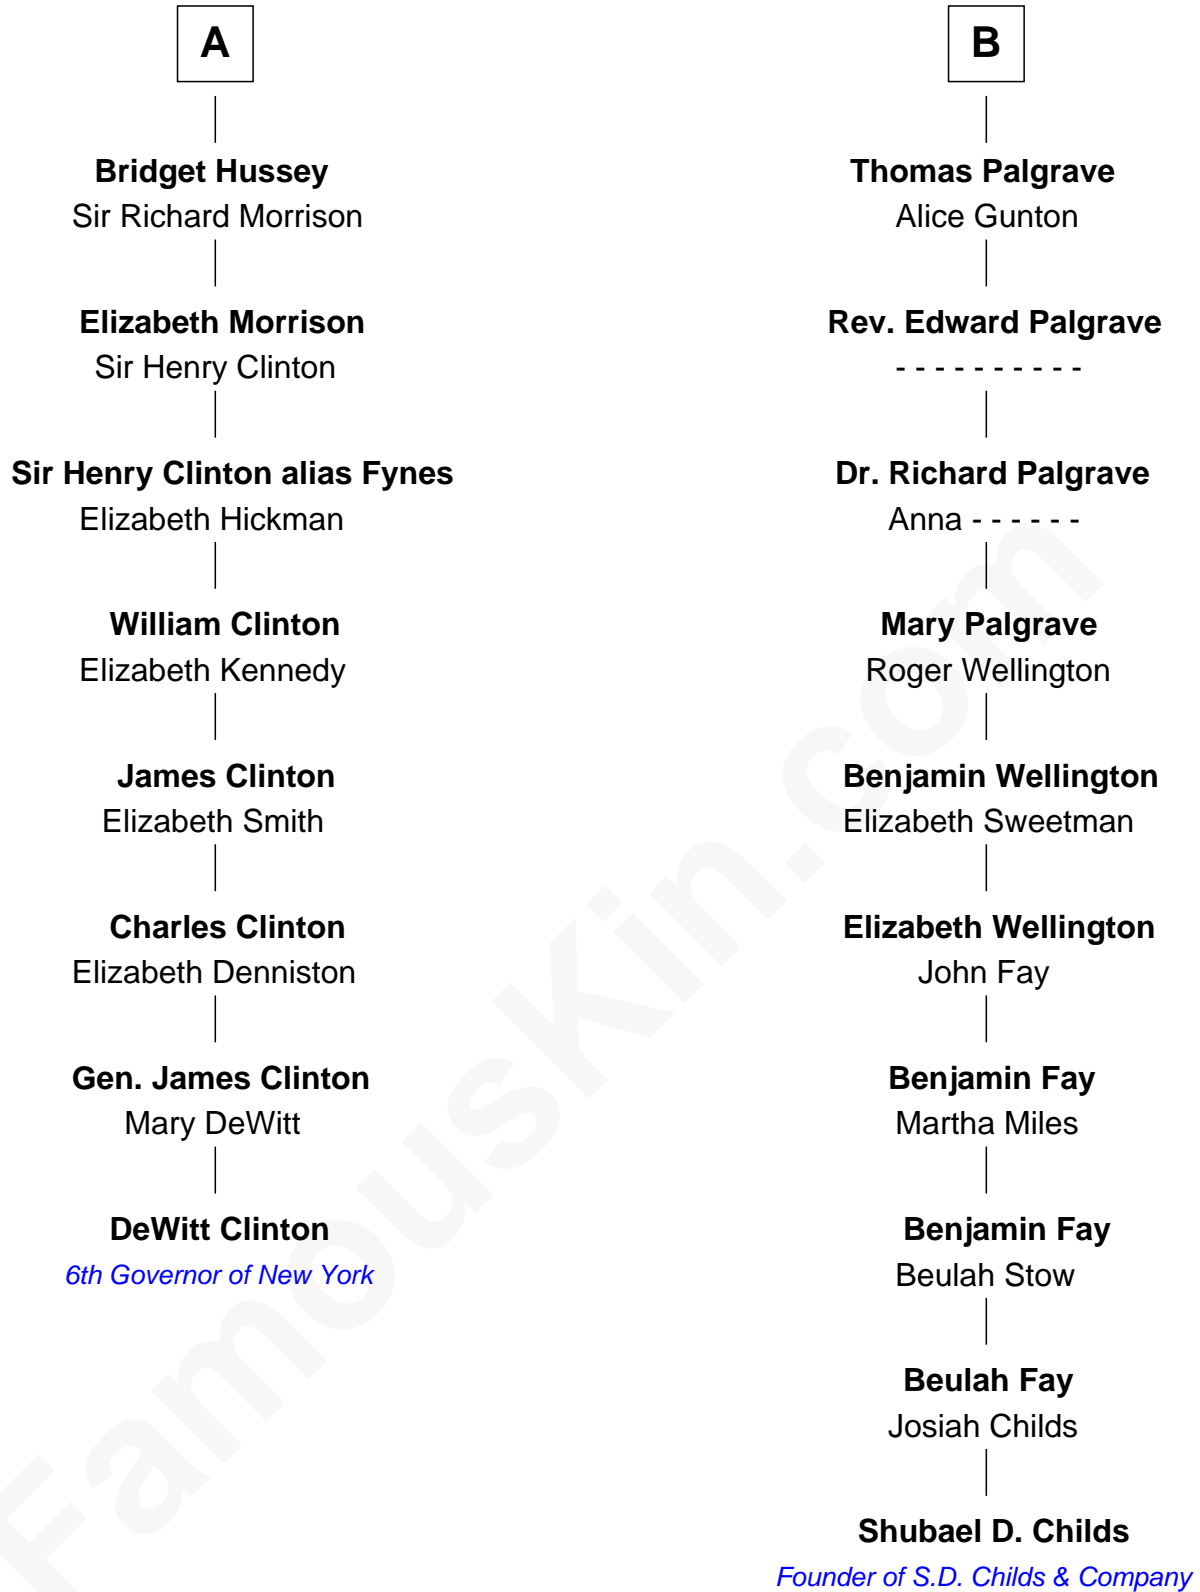 A
Bridget Hussey
Sir Richard Morrison
Elizabeth Morrison
Sir Henry Clinton
Sir Henry Clinton alias Fynes
Elizabeth Hickman
William Clinton
Elizabeth Kennedy
James Clinton
Elizabeth Smith
Charles Clinton
Elizabeth Denniston
Gen. James Clinton
Mary DeWitt
DeWitt Clinton
6th Governor of New York
B
Thomas Palgrave
Alice Gunton
Rev. Edward Palgrave
- - - - - - - - - -
Dr. Richard Palgrave
Anna - - - - - -
Mary Palgrave
Roger Wellington
Benjamin Wellington
Elizabeth Sweetman
Elizabeth Wellington
John Fay
Benjamin Fay
Martha Miles
Benjamin Fay
Beulah Stow
Beulah Fay
Josiah Childs
Shubael D. Childs
Founder of S.D. Childs & Company
FamousKin.com